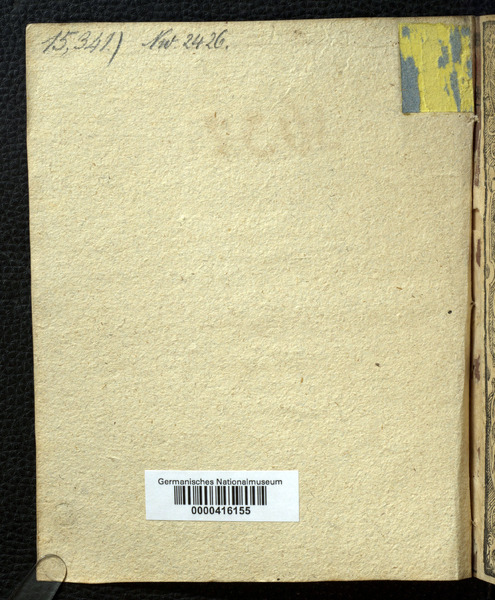 15,341) Nw. 2426.
Germanisches Nationalmuseum
0000416155